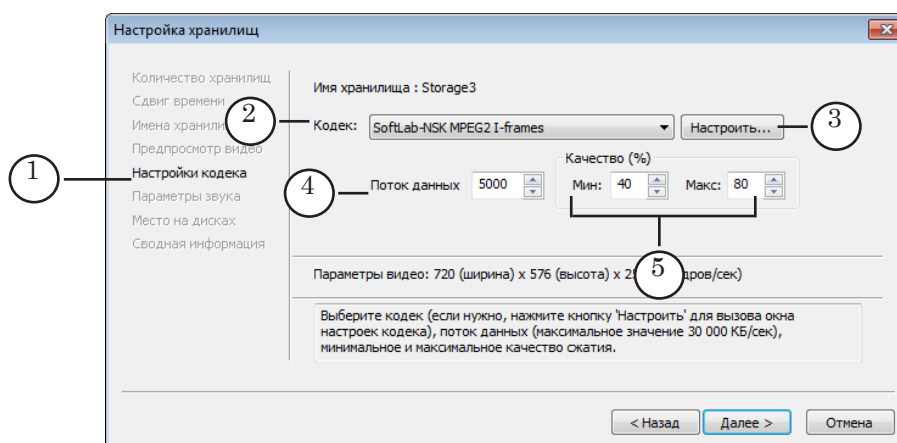 Настройка хранилищ
Количество хранилищ
Сдвиг времени
Имена
Предпросмотр видео
Настройки кодека
Параметры звука
Место на дисках
Сводная информация
Имя хранилища : Storage3
Кодек: SoftLab-NSK MPEG2 I-frames Настроить...
Качество (%)
Поток данных 5000 Мин: 40 Макс: 80
Параметры видео: 720 (ширина) x 576 (высота) x
Выберите кодек (если нужно, нажмите кнопку 'Настроить' для вызова окна
настроек кодека), поток данных (максимальное значение 30 000 КБ/сек),
минимальное и максимальное качество сжатия.
< Назад Далее > Отмена
1
2
3
4
5